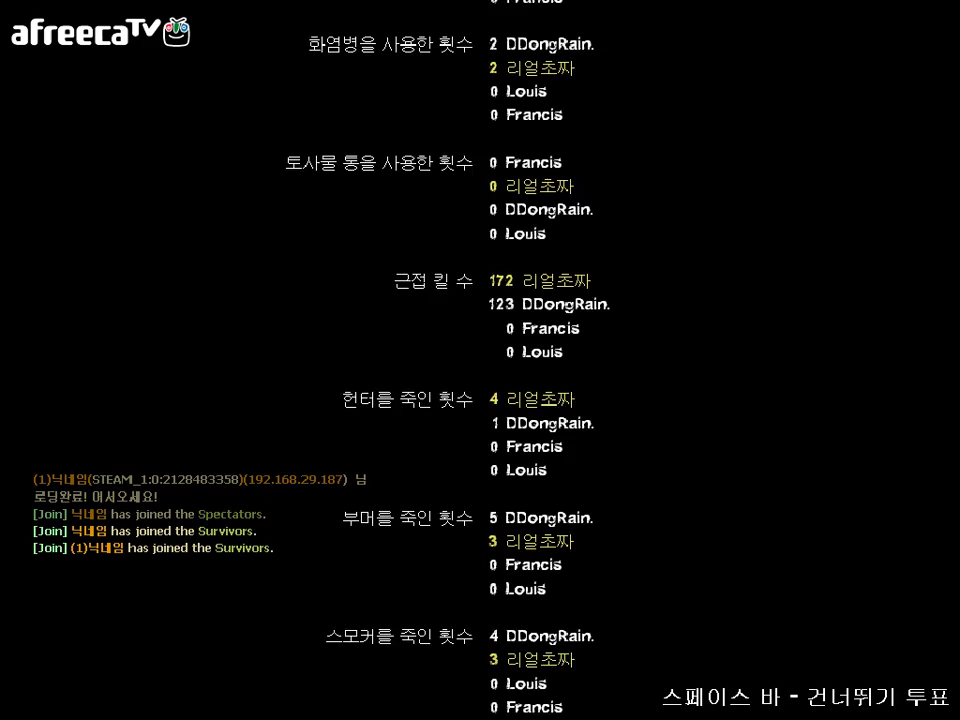 Francis
afreecaTV
화염병을 사용한 횟수 2 DDongRain.
2 리얼초짜
0 Louis
0 Francis
토사물 통을 사용한 횟수 0 Francis
0 리얼초짜
0 DDongRain.
0 Louis
근접 킬 수 172 리얼초짜
123 DDongRain.
0 Francis
0 Louis
헌터를 죽인 횟수 4 리얼초짜
1 DDongRain.
0 Francis
0 Louis
(1)닉네임(STEAM_1:0:2128483358)(192.168.29.187) 님
로딩완료! 어서오세요!
[Join] 닉네임 has joined the Spectators.
[Join] 닉네임 has joined the Survivors.
[Join] (1)닉네임 has joined the Survivors.
부머를 죽인 횟수 5 DDongRain.
3 리얼초짜
0 Francis
0 Louis
스모커를 죽인 횟수 4 DDongRain.
3 리얼초짜
0 Louis
0 Francis
스페이스 바 - 건너뛰기 투표